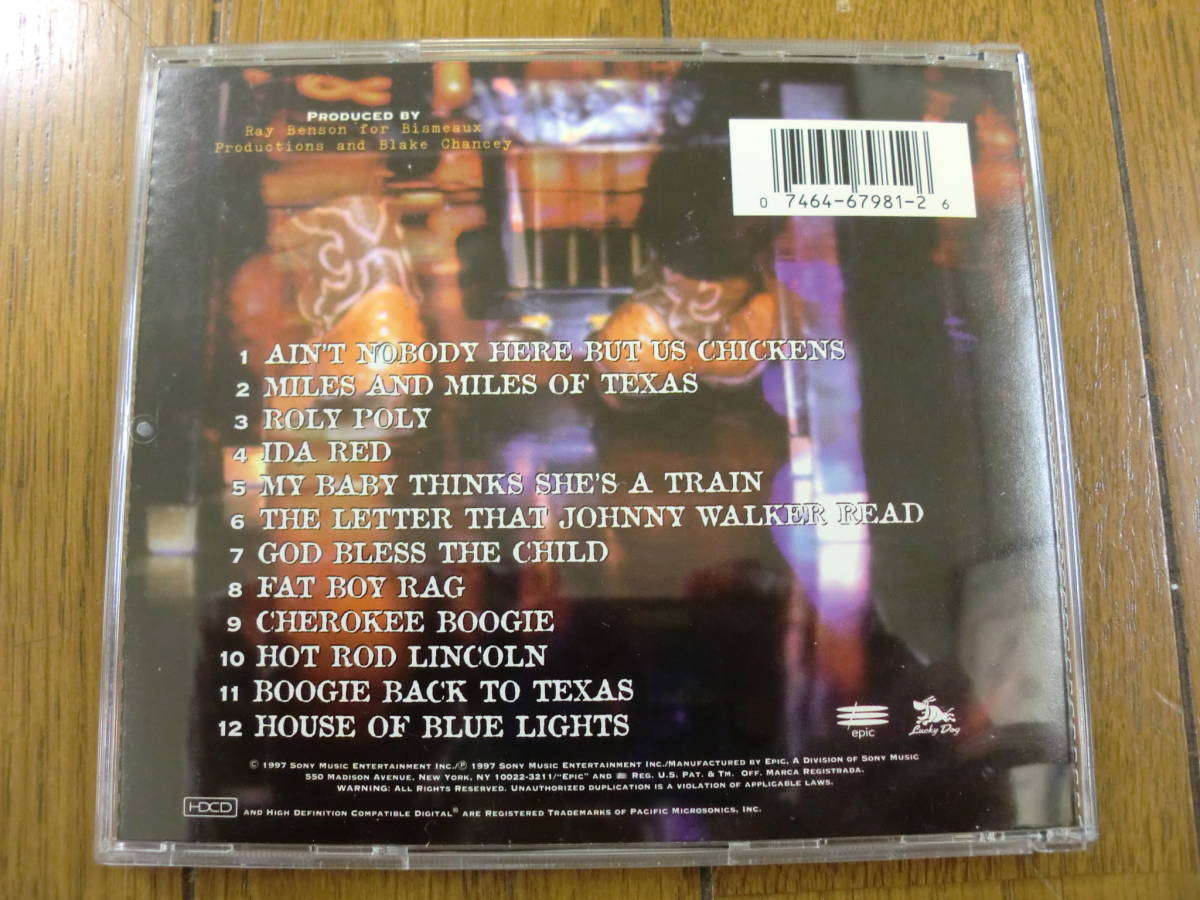 PRODUCED BY
Ray Benson for Bismeaux
Productions and Blake Chancey
0 7464-67981-2 6
1 AIN'T NOBODY HERE BUT US CHICKENS
2 MILES AND MILES OF TEXAS
3 ROLY POLY
4 IDA RED
5 MY BABY THINKS SHE'S A TRAIN
6 THE LETTER THAT JOHNNY WALKER READ
7 GOD BLESS THE CHILD
8 FAT BOY RAG
9 CHEROKEE BOOGIE
10 HOT ROD LINCOLN
11 BOOGIE BACK TO TEXAS
12 HOUSE OF BLUE LIGHTS
epic
Lucky Dog
© 1997 SONY MUSIC ENTERTAINMENT INC./℗ 1997 SONY MUSIC ENTERTAINMENT INC./MANUFACTURED BY EPIC, A DIVISION OF SONY MUSIC
550 MADISON AVENUE, NEW YORK, NY 10022-3211/"EPIC" AND REG. U.S. PAT. & TM. OFF. MARCA REGISTRADA.
WARNING: ALL RIGHTS RESERVED. UNAUTHORIZED DUPLICATION IS A VIOLATION OF APPLICABLE LAWS.
HDCD AND HIGH DEFINITION COMPATIBLE DIGITAL® ARE REGISTERED TRADEMARKS OF PACIFIC MICROSONICS, INC.